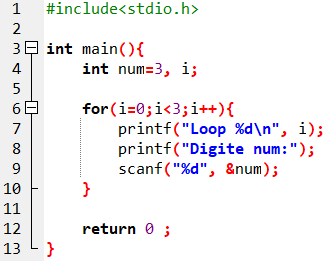 1 #include<stdio.h>
2
3 int main(){
4     int num=3, i;
5
6     for(i=0;i<3;i++){
7         printf("Loop %d\n", i);
8         printf("Digite num:");
9         scanf("%d", &num);
10     }
11
12     return 0 ;
13 }